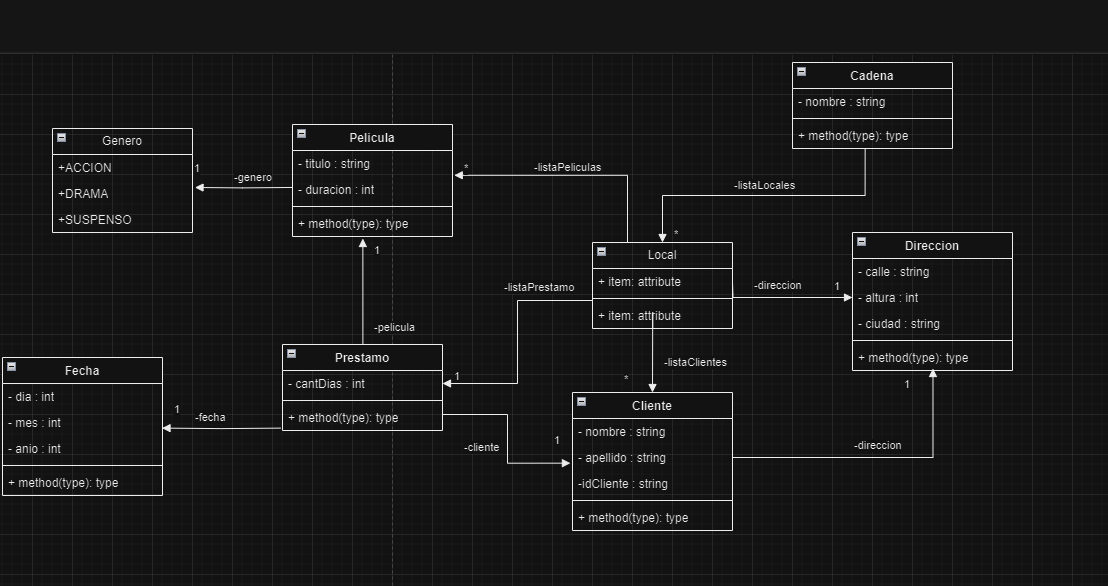 Cadena
- nombre : string
+ method(type): type
Genero
+ACCION
+DRAMA
+SUSPENSO
1
-genero
Pelicula
- titulo : string
- duracion : int
+ method(type): type
*
-listaPeliculas
-listaLocales
*
Local
+ item: attribute
+ item: attribute
-direccion
1
Direccion
- calle : string
- altura : int
- ciudad : string
+ method(type): type
1
-listaPrestamo
1
-pelicula
Prestamo
- cantDias : int
+ method(type): type
1
-listaClientes
*
Fecha
- dia : int
- mes : int
- anio : int
+ method(type): type
1
-fecha
-cliente
1
Cliente
- nombre : string
- apellido : string
-idCliente : string
+ method(type): type
-direccion